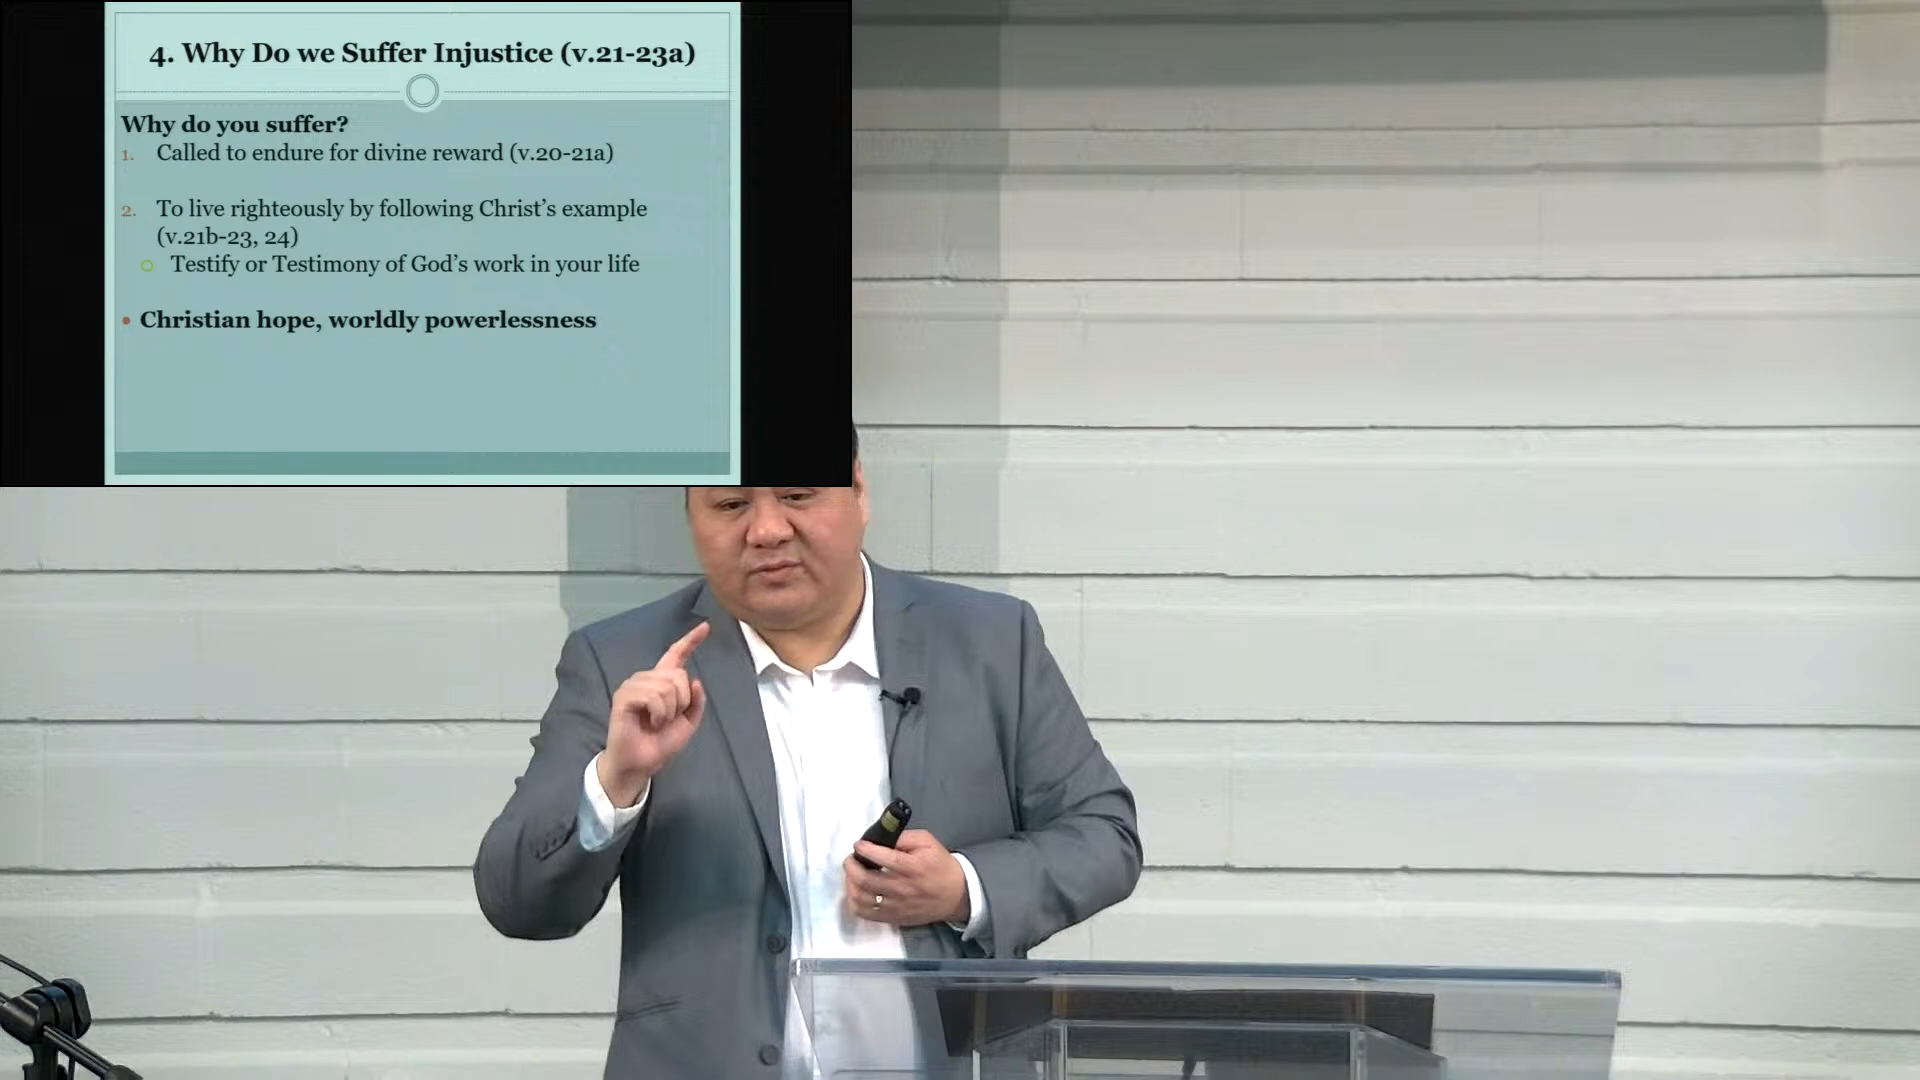 4. Why Do we Suffer Injustice (v.21-23a)
Why do you suffer?
1. Called to endure for divine reward (v.20-21a)
2. To live righteously by following Christ's example
(v.21b-23, 24)
Testify or Testimony of God's work in your life
• Christian hope, worldly powerlessness